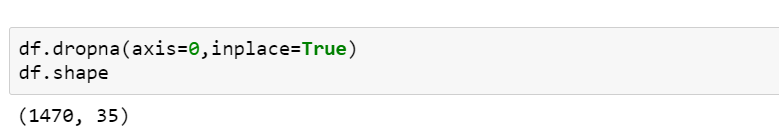 df.dropna(axis=0,inplace=True)
df.shape
(1470, 35)